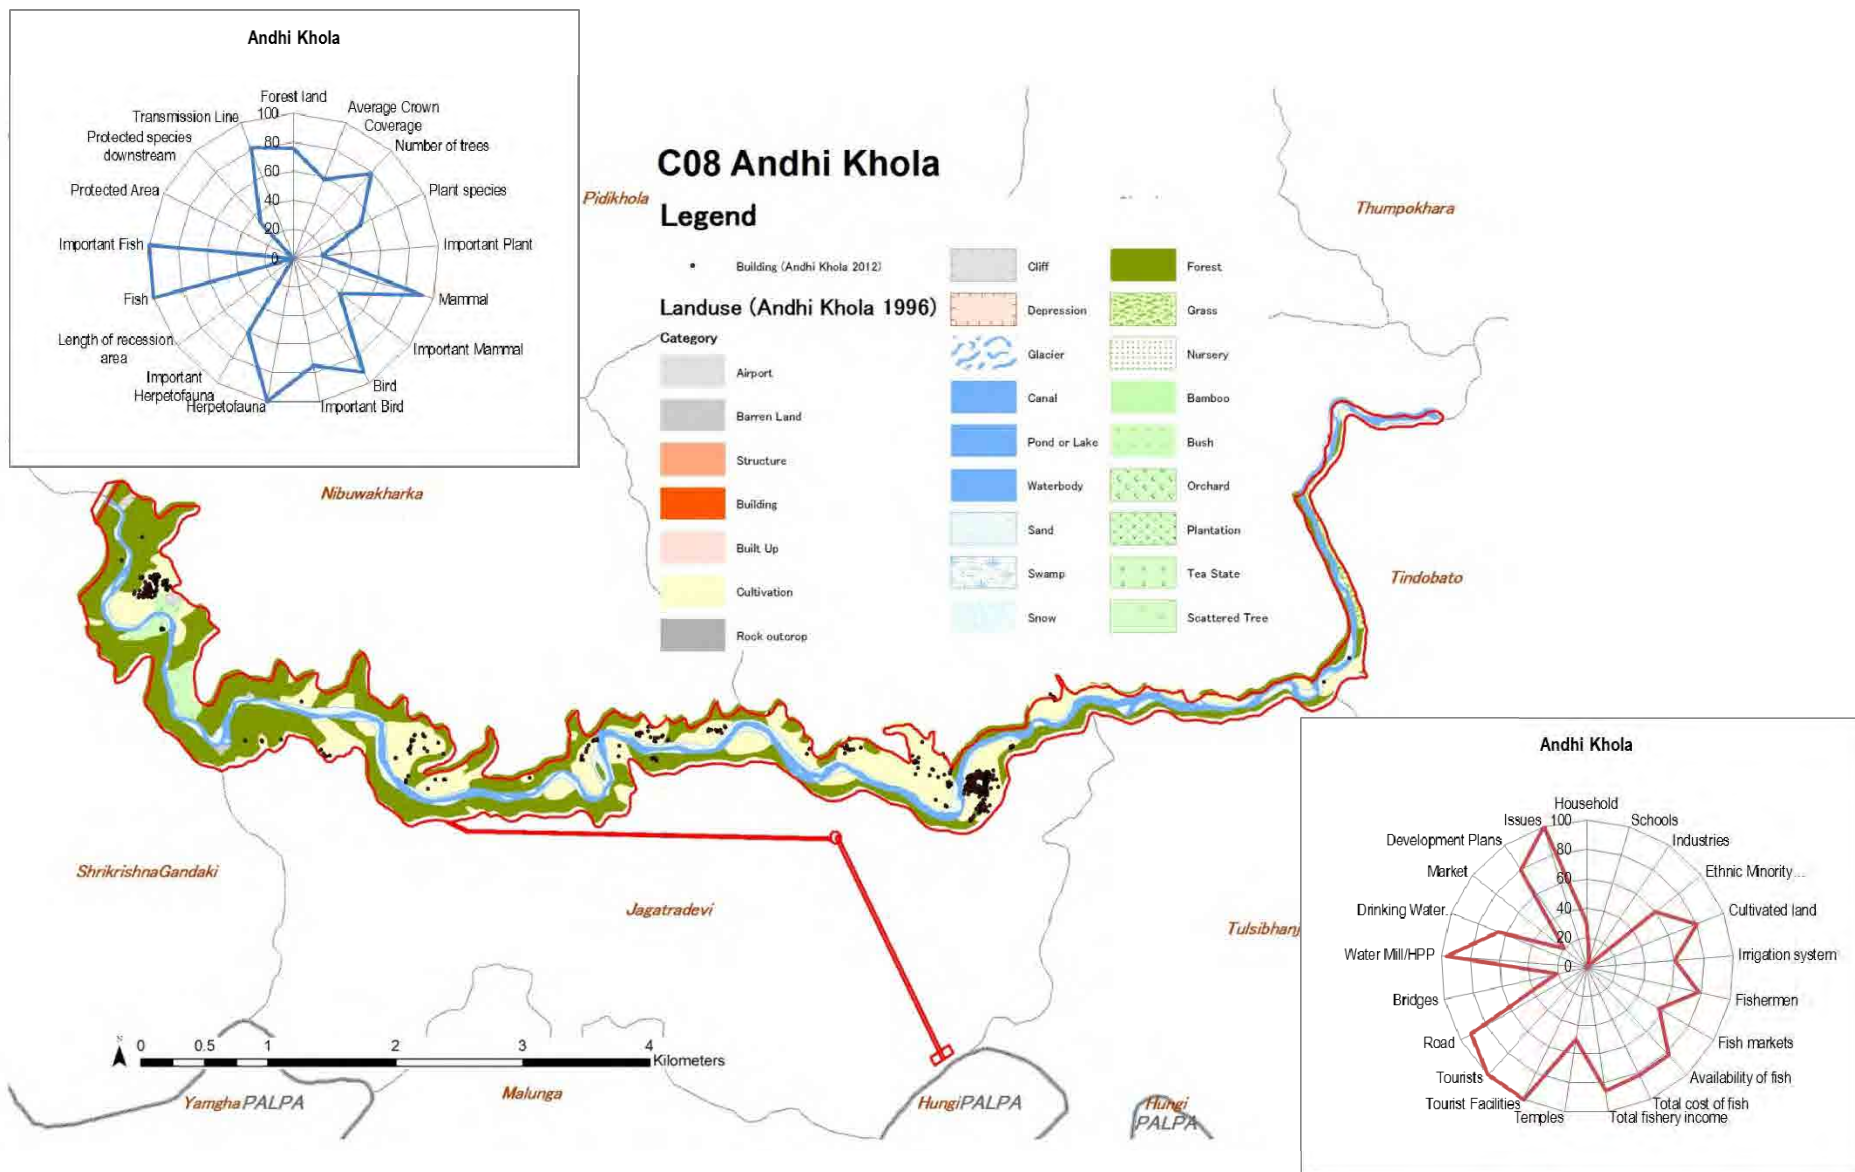 Andhi Khola
Forest land
Average Crown
Coverage
Number of trees
Plant species
Important Plant
Mammal
Important Mammal
Bird
Important Bird
Herpetofauna
Important
Herpetofauna
Length of recession
area
Fish
Important Fish
Protected Area
Protected species
downstream
Transmission Line
100
80
60
40
20
0
C08 Andhi Khola
Legend
Building (Andhi Khola 2012)
Landuse (Andhi Khola 1996)
Category
Airport
Barren Land
Structure
Building
Built Up
Cultivation
Rock outcrop
Cliff
Depression
Glacier
Canal
Pond or Lake
Waterbody
Sand
Swamp
Snow
Forest
Grass
Nursery
Bamboo
Bush
Orchard
Plantation
Tea State
Scattered Tree
Pidikhola
Thumpokhara
Nibuwakharka
Tindobato
ShrikrishnaGandaki
Jagatradevi
Tulsibhanj
N
0 0.5 1 2 3 4
Kilometers
Yamgha PALPA
Malunga
Hungi PALPA
Hungi
PALPA
Andhi Khola
Household
Schools
Industries
Ethnic Minority...
Cultivated land
Irrigation system
Fishermen
Fish markets
Availability of fish
Total cost of fish
Total fishery income
Temples
Tourist Facilities
Tourists
Road
Bridges
Water Mill/HPP
Drinking Water...
Market
Development Plans
Issues
100
80
60
40
20
0